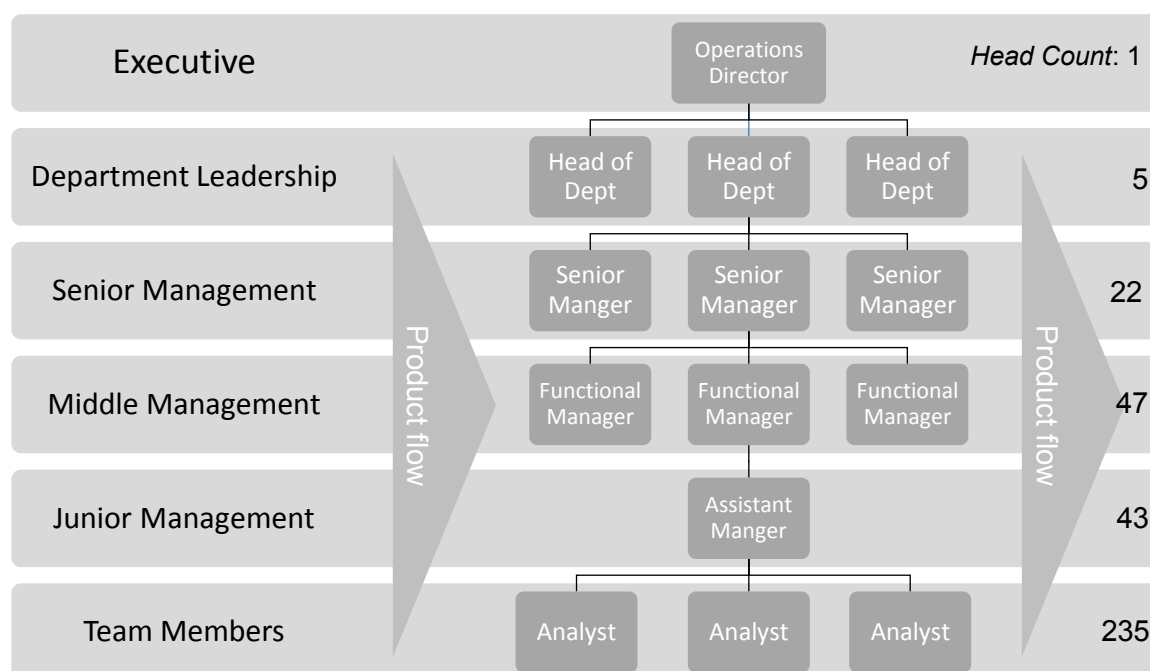 Executive
Operations
Director
Head Count: 1
Department Leadership
Head of
Dept
Head of
Dept
Head of
Dept
5
Senior Management
Senior
Manger
Senior
Manager
Senior
Manager
22
Product flow
Product flow
Middle Management
Functional
Manager
Functional
Manager
Functional
Manager
47
Junior Management
Assistant
Manger
43
Team Members
Analyst
Analyst
Analyst
235